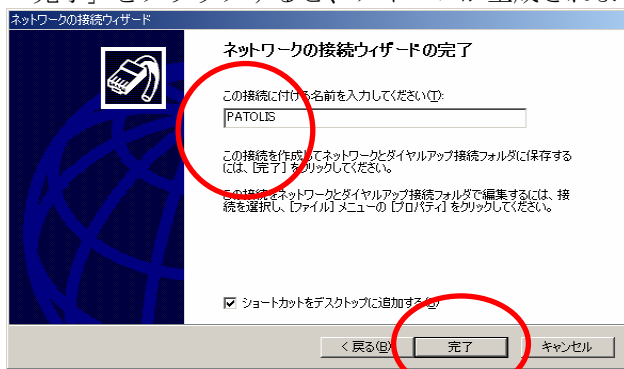 ネットワークの接続ウィザード
ネットワークの接続ウィザードの完了
この接続に付ける名前を入力してください(T):
PATOLIS
この接続を作成してネットワークとダイヤルアップ接続フォルダに保存する
には、[完了] をクリックしてください。
この接続をネットワークとダイヤルアップ接続フォルダで編集するには、接
続を選択し、[ファイル] メニューの [プロパティ] をクリックしてください。
ショートカットをデスクトップに追加する(S)
< 戻る(B) 完了 キャンセル